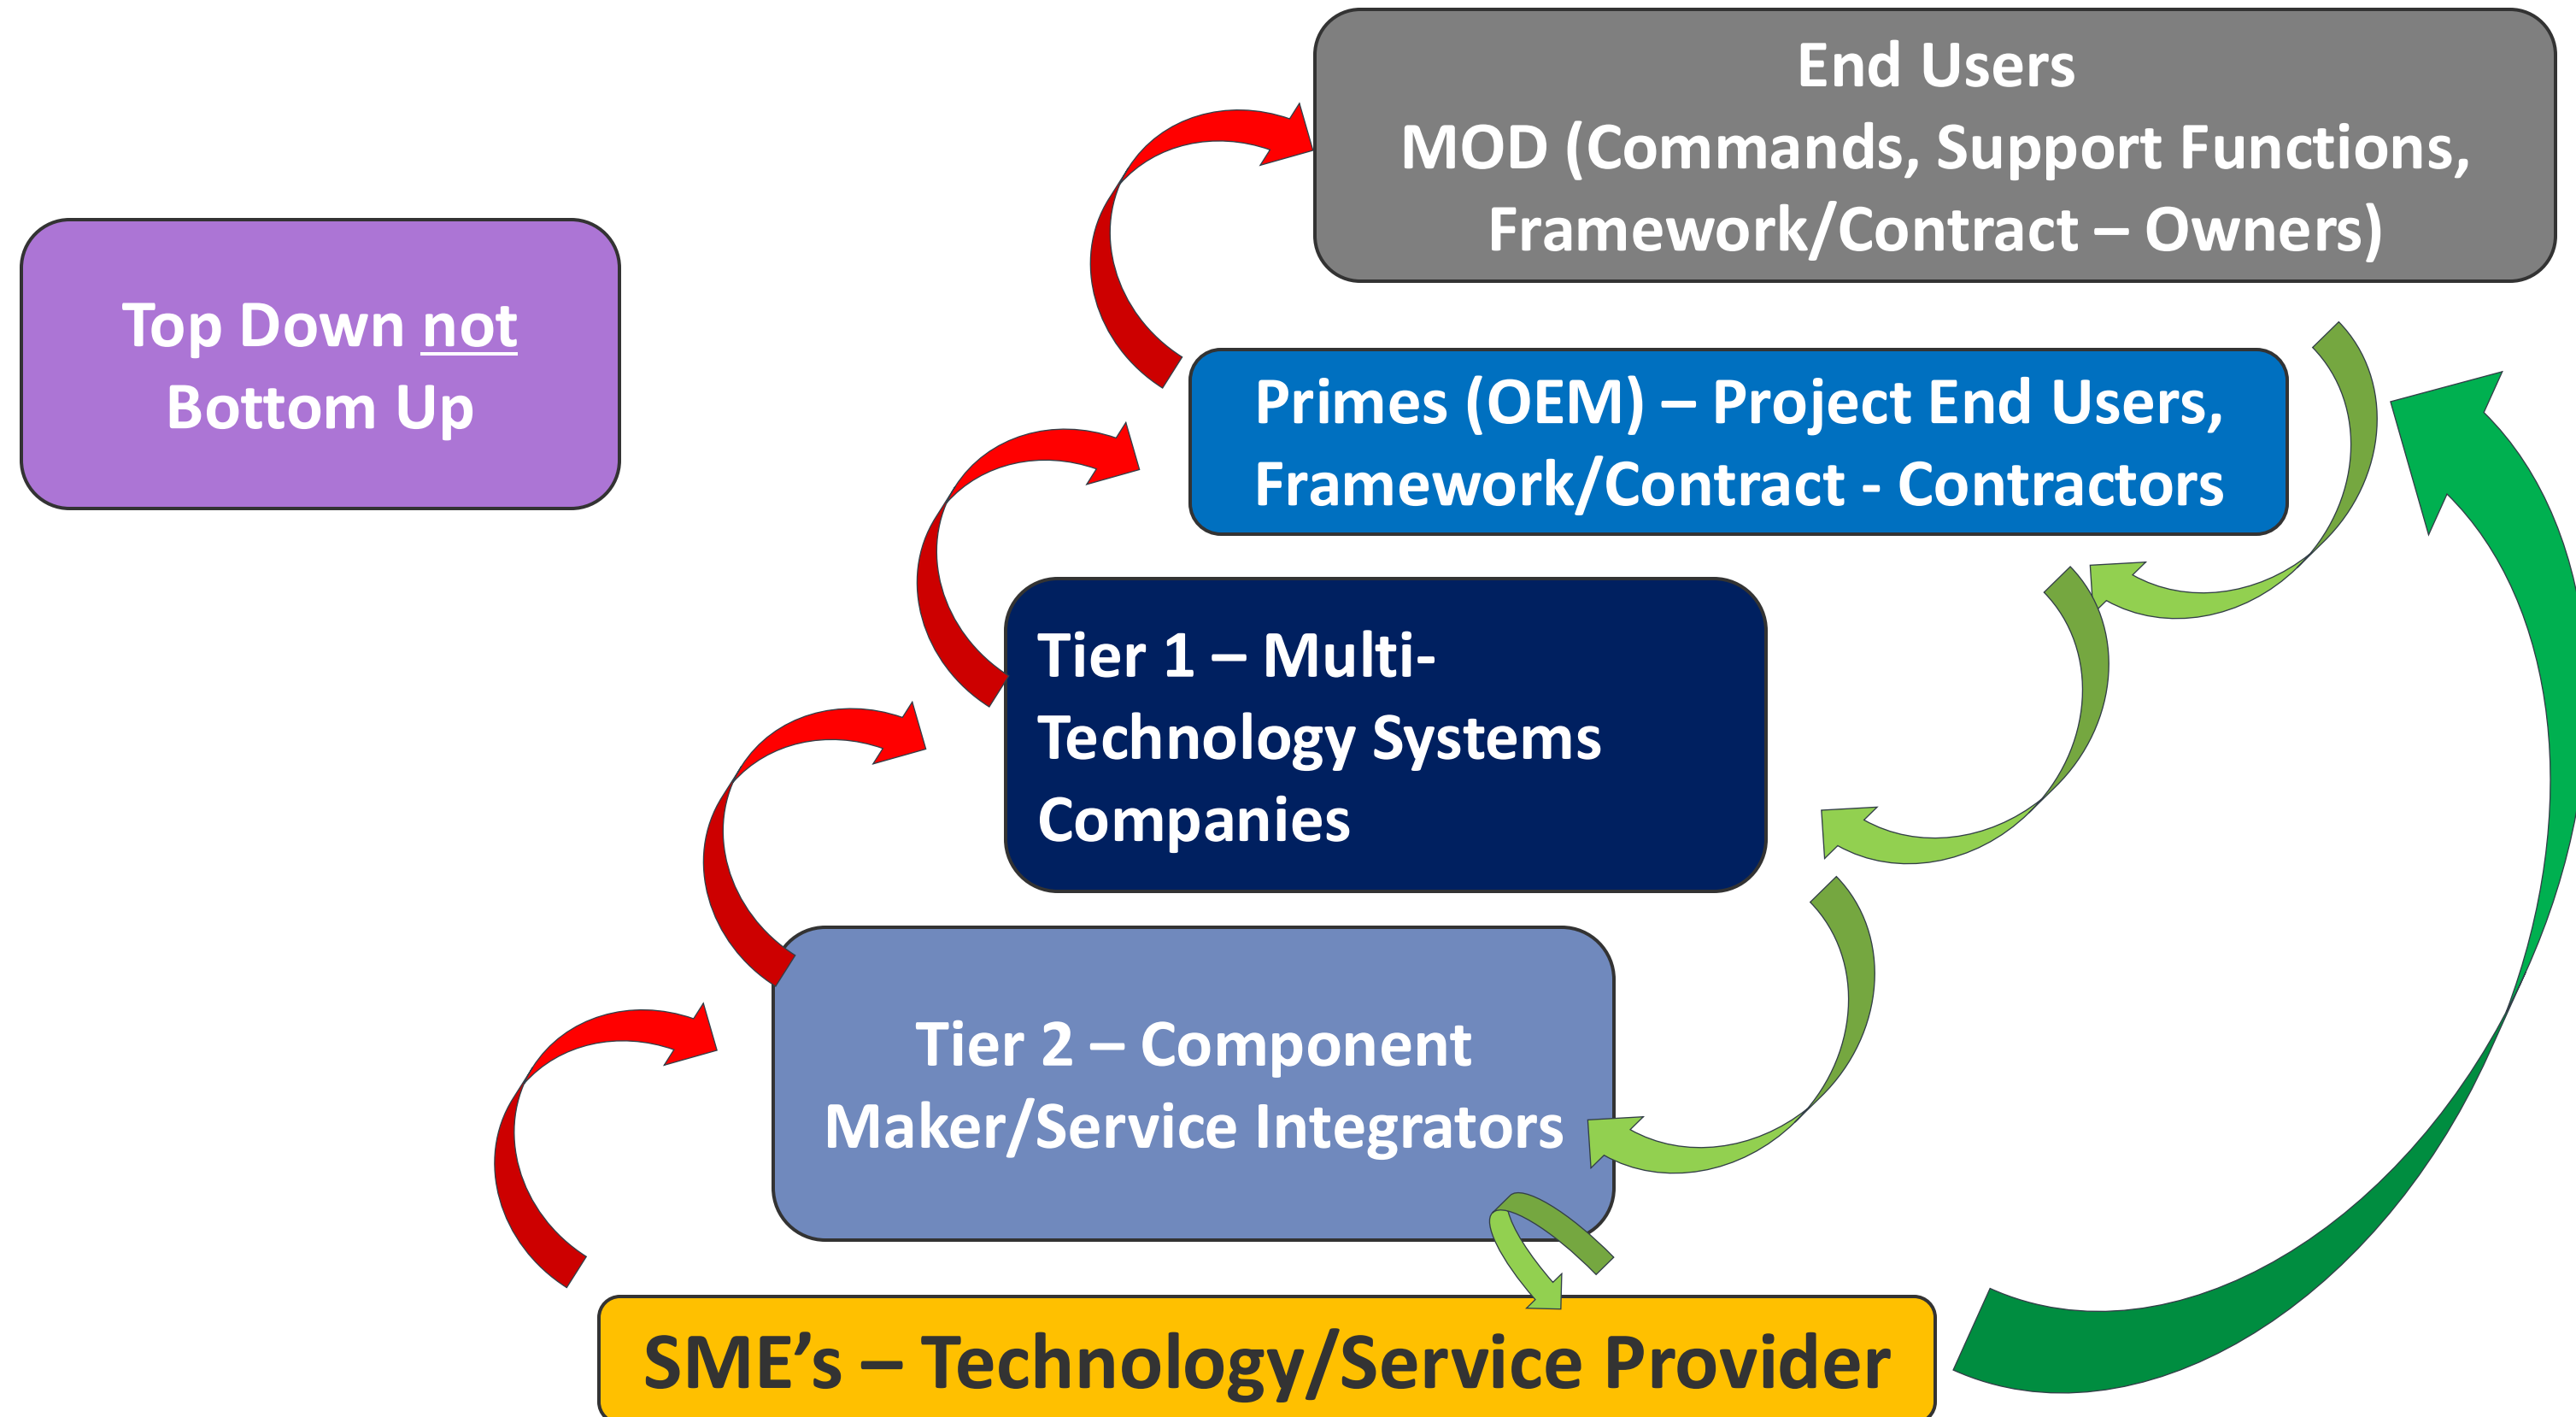 End Users
MOD (Commands, Support Functions,
Framework/Contract – Owners)
Top Down not
Bottom Up
Primes (OEM) – Project End Users,
Framework/Contract - Contractors
Tier 1 – Multi-
Technology Systems
Companies
Tier 2 – Component
Maker/Service Integrators
SME’s – Technology/Service Provider